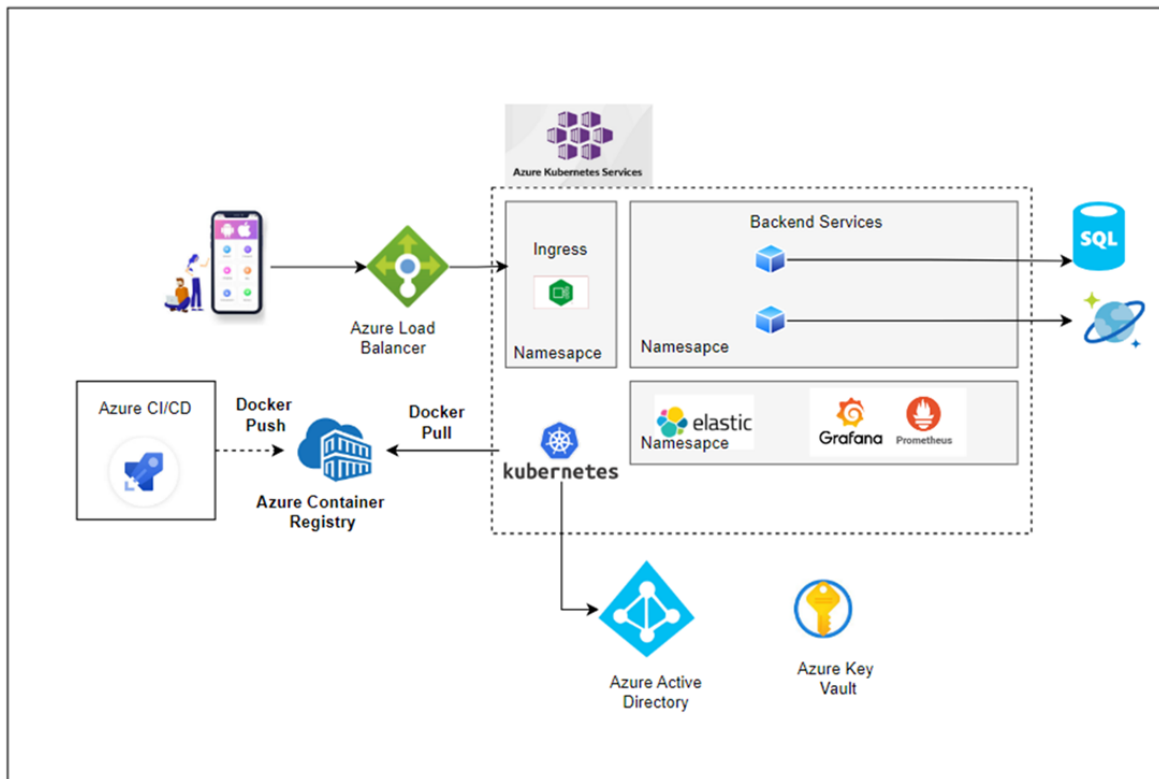 Azure Kubernetes Services
Ingress
Namesapce
Backend Services
Namesapce
SQL
Azure Load
Balancer
Azure CI/CD
Docker
Push
Docker
Pull
Azure Container
Registry
kubernetes
elastic
Namesapce
Grafana
Prometheus
Azure Active
Directory
Azure Key
Vault